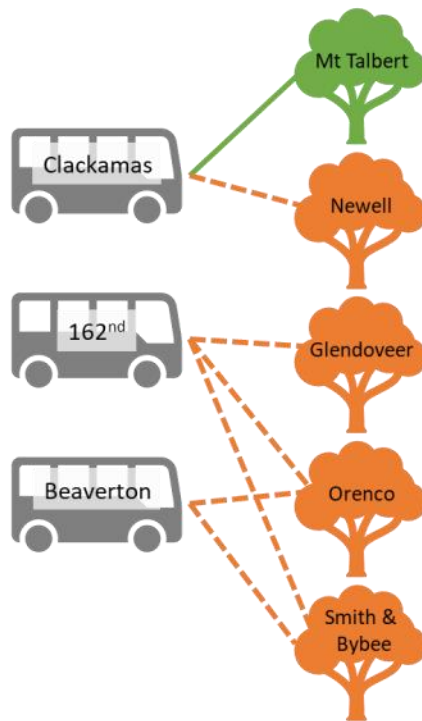 Mt Talbert
Clackamas
Newell
162nd
Glendoveer
Beaverton
Orenco
Smith &
Bybee